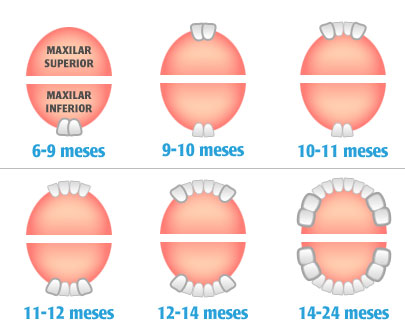 MAXILAR
SUPERIOR
MAXILAR
INFERIOR
6-9 meses
9-10 meses
10-11 meses
11-12 meses
12-14 meses
14-24 meses